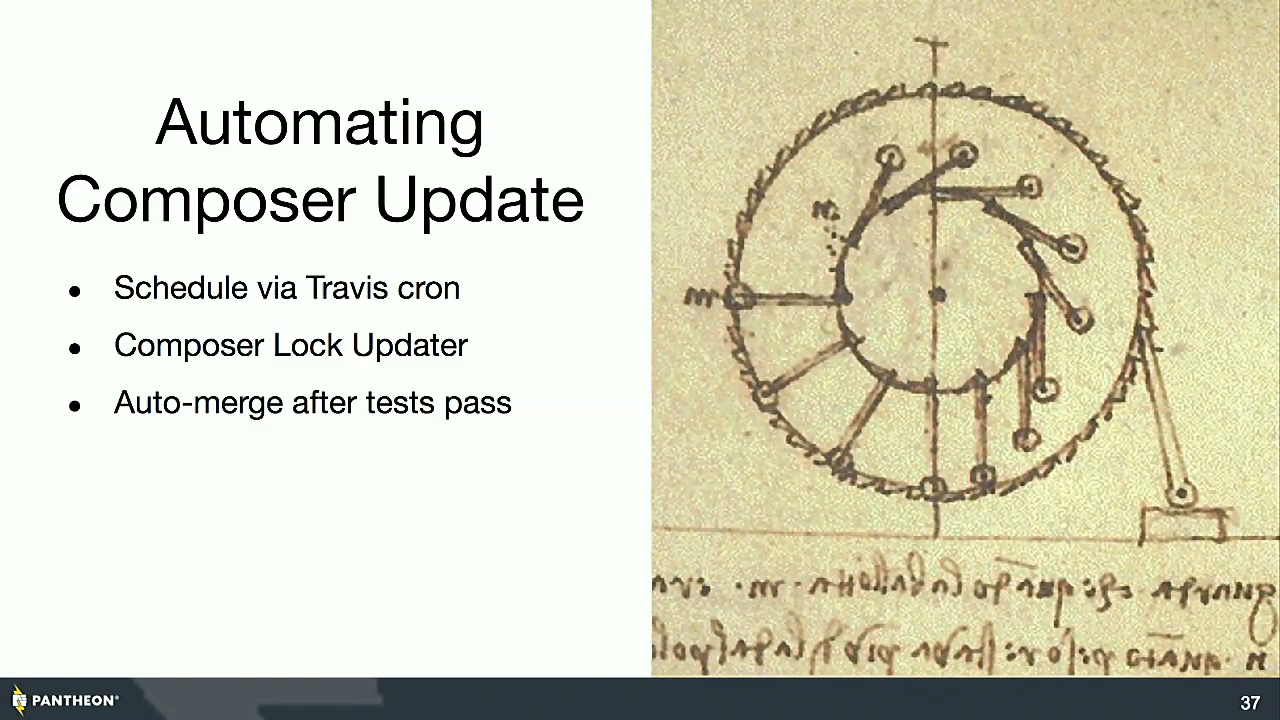 Automating
Composer Update
● Schedule via Travis cron
● Composer Lock Updater
● Auto-merge after tests pass
m
m
PANTHEON®
37